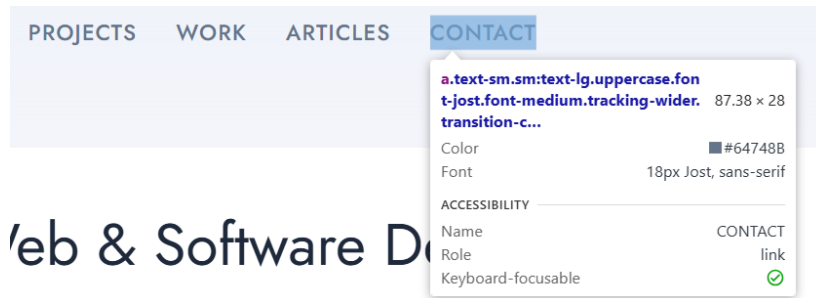 PROJECTS WORK ARTICLES CONTACT
a.text-sm.sm:text-lg.uppercase.fon
t-jost.font-medium.tracking-wider. 87.38 × 28
transition-c...
Color #64748B
Font 18px Jost, sans-serif
ACCESSIBILITY
Name CONTACT
Role link
Keyboard-focusable
/eb & Software De